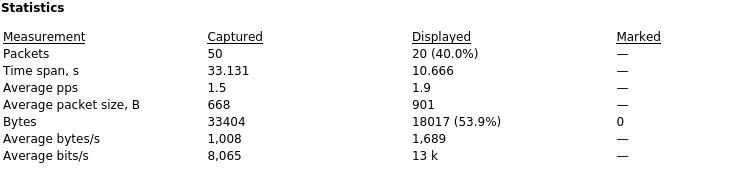 Statistics
Measurement Captured Displayed Marked
Packets 50 20 (40.0%) —
Time span, s 33.131 10.666 —
Average pps 1.5 1.9 —
Average packet size, B 668 901 —
Bytes 33404 18017 (53.9%) 0
Average bytes/s 1,008 1,689 —
Average bits/s 8,065 13 k —